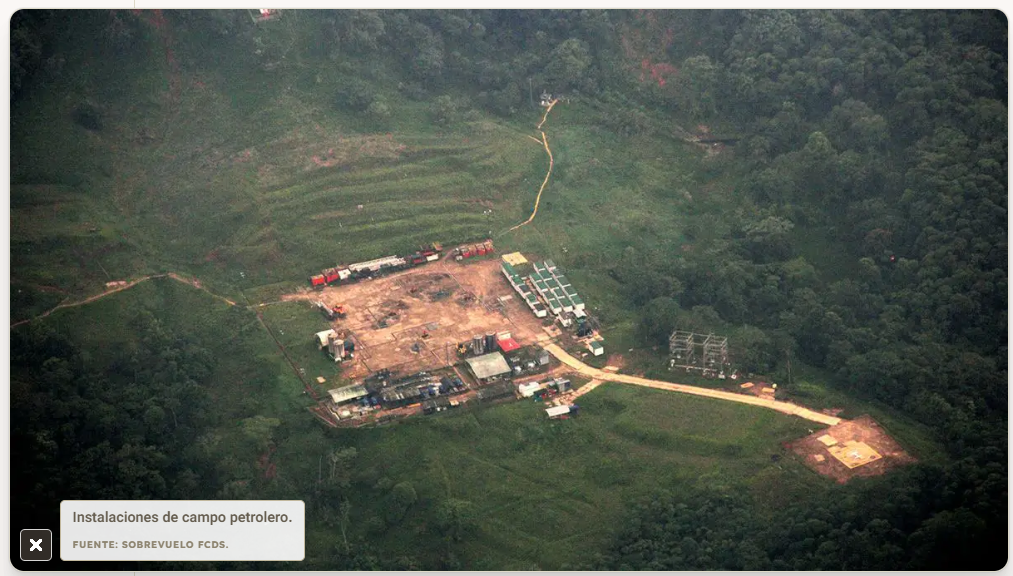 Instalaciones de campo petrolero.
FUENTE: SOBREVUELO FCDS.